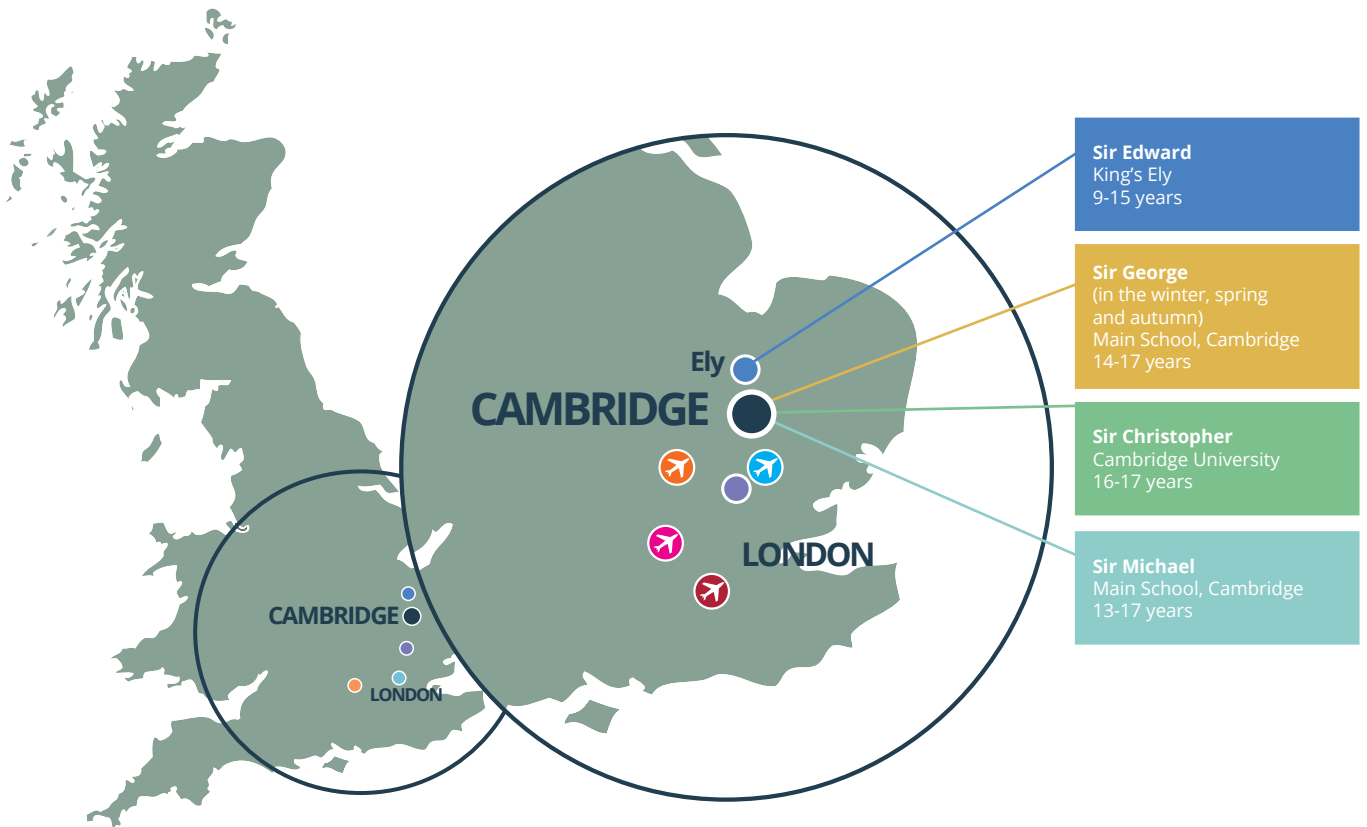 CAMBRIDGE
LONDON
Ely
CAMBRIDGE
LONDON
Sir Edward
King’s Ely
9-15 years
Sir George
(in the winter, spring
and autumn)
Main School, Cambridge
14-17 years
Sir Christopher
Cambridge University
16-17 years
Sir Michael
Main School, Cambridge
13-17 years